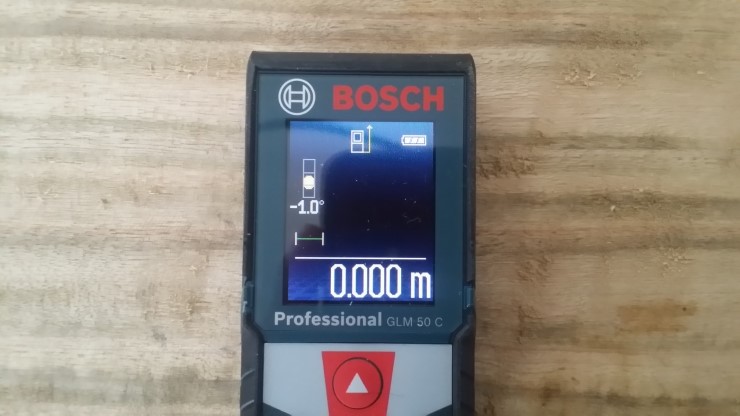 BOSCH
-1.0°
0.000 m
Professional GLM 50 C